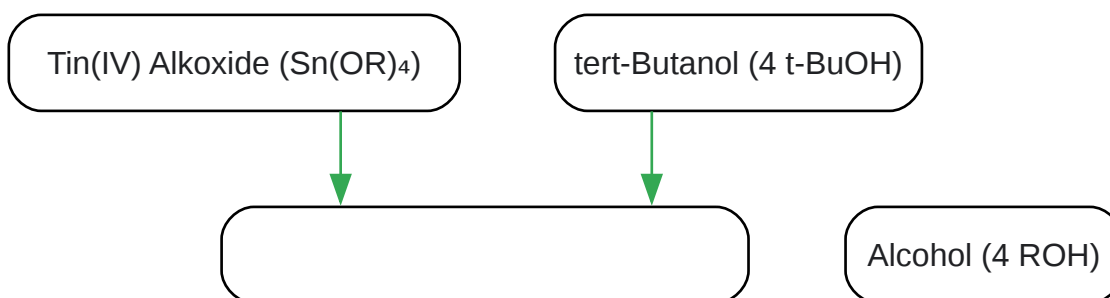 Tin(IV) Alkoxide (Sn(OR)₄)
tert-Butanol (4 t-BuOH)
Alcohol (4 ROH)